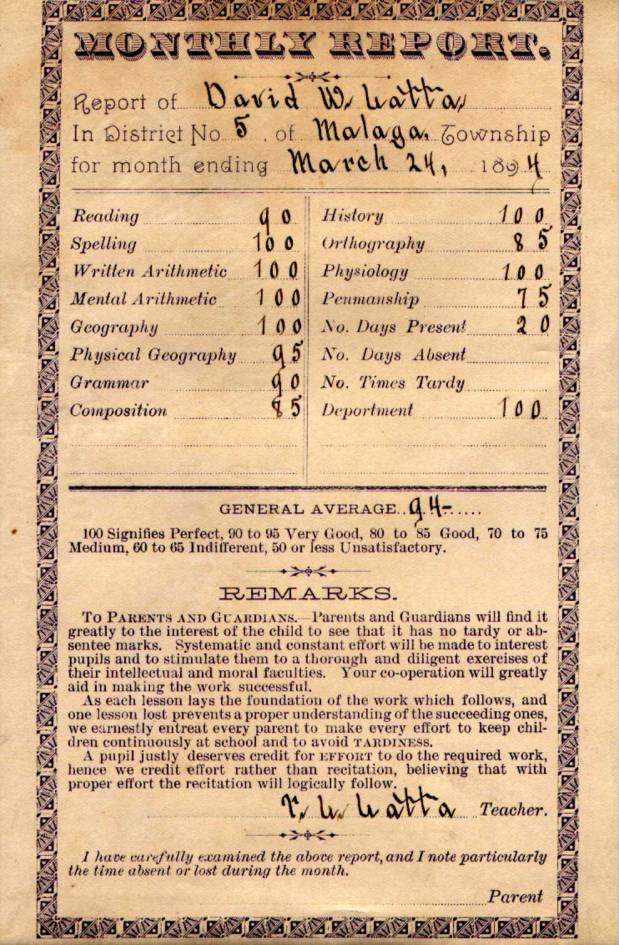 MONTHLY REPORT.
Report of David W. Latta,
In District No. 5. of Malaga. Township
for month ending March 24, 1894
Reading 90
Spelling 100
Written Arithmetic 100
Mental Arithmetic 100
Geography 100
Physical Geography 95
Grammar 90
Composition 85
History 100
Orthography 85
Physiology 100
Penmanship 75
No. Days Present 20
No. Days Absent
No. Times Tardy
Deportment 100
GENERAL AVERAGE 94-
100 Signifies Perfect, 90 to 95 Very Good, 80 to 85 Good, 70 to 75
Medium, 60 to 65 Indifferent, 50 or less Unsatisfactory.
REMARKS.
TO PARENTS AND GUARDIANS.—Parents and Guardians will find it
greatly to the interest of the child to see that it has no tardy or ab-
sentee marks. Systematic and constant effort will be made to interest
pupils and to stimulate them to a thorough and diligent exercises of
their intellectual and moral faculties. Your co-operation will greatly
aid in making the work successful.
As each lesson lays the foundation of the work which follows, and
one lesson lost prevents a proper understanding of the succeeding ones,
we earnestly entreat every parent to make every effort to keep chil-
dren continuously at school and to avoid TARDINESS.
A pupil justly deserves credit for EFFORT to do the required work,
hence we credit effort rather than recitation, believing that with
proper effort the recitation will logically follow.
Latta Teacher.
I have carefully examined the above report, and I note particularly
the time absent or lost during the month.
Parent